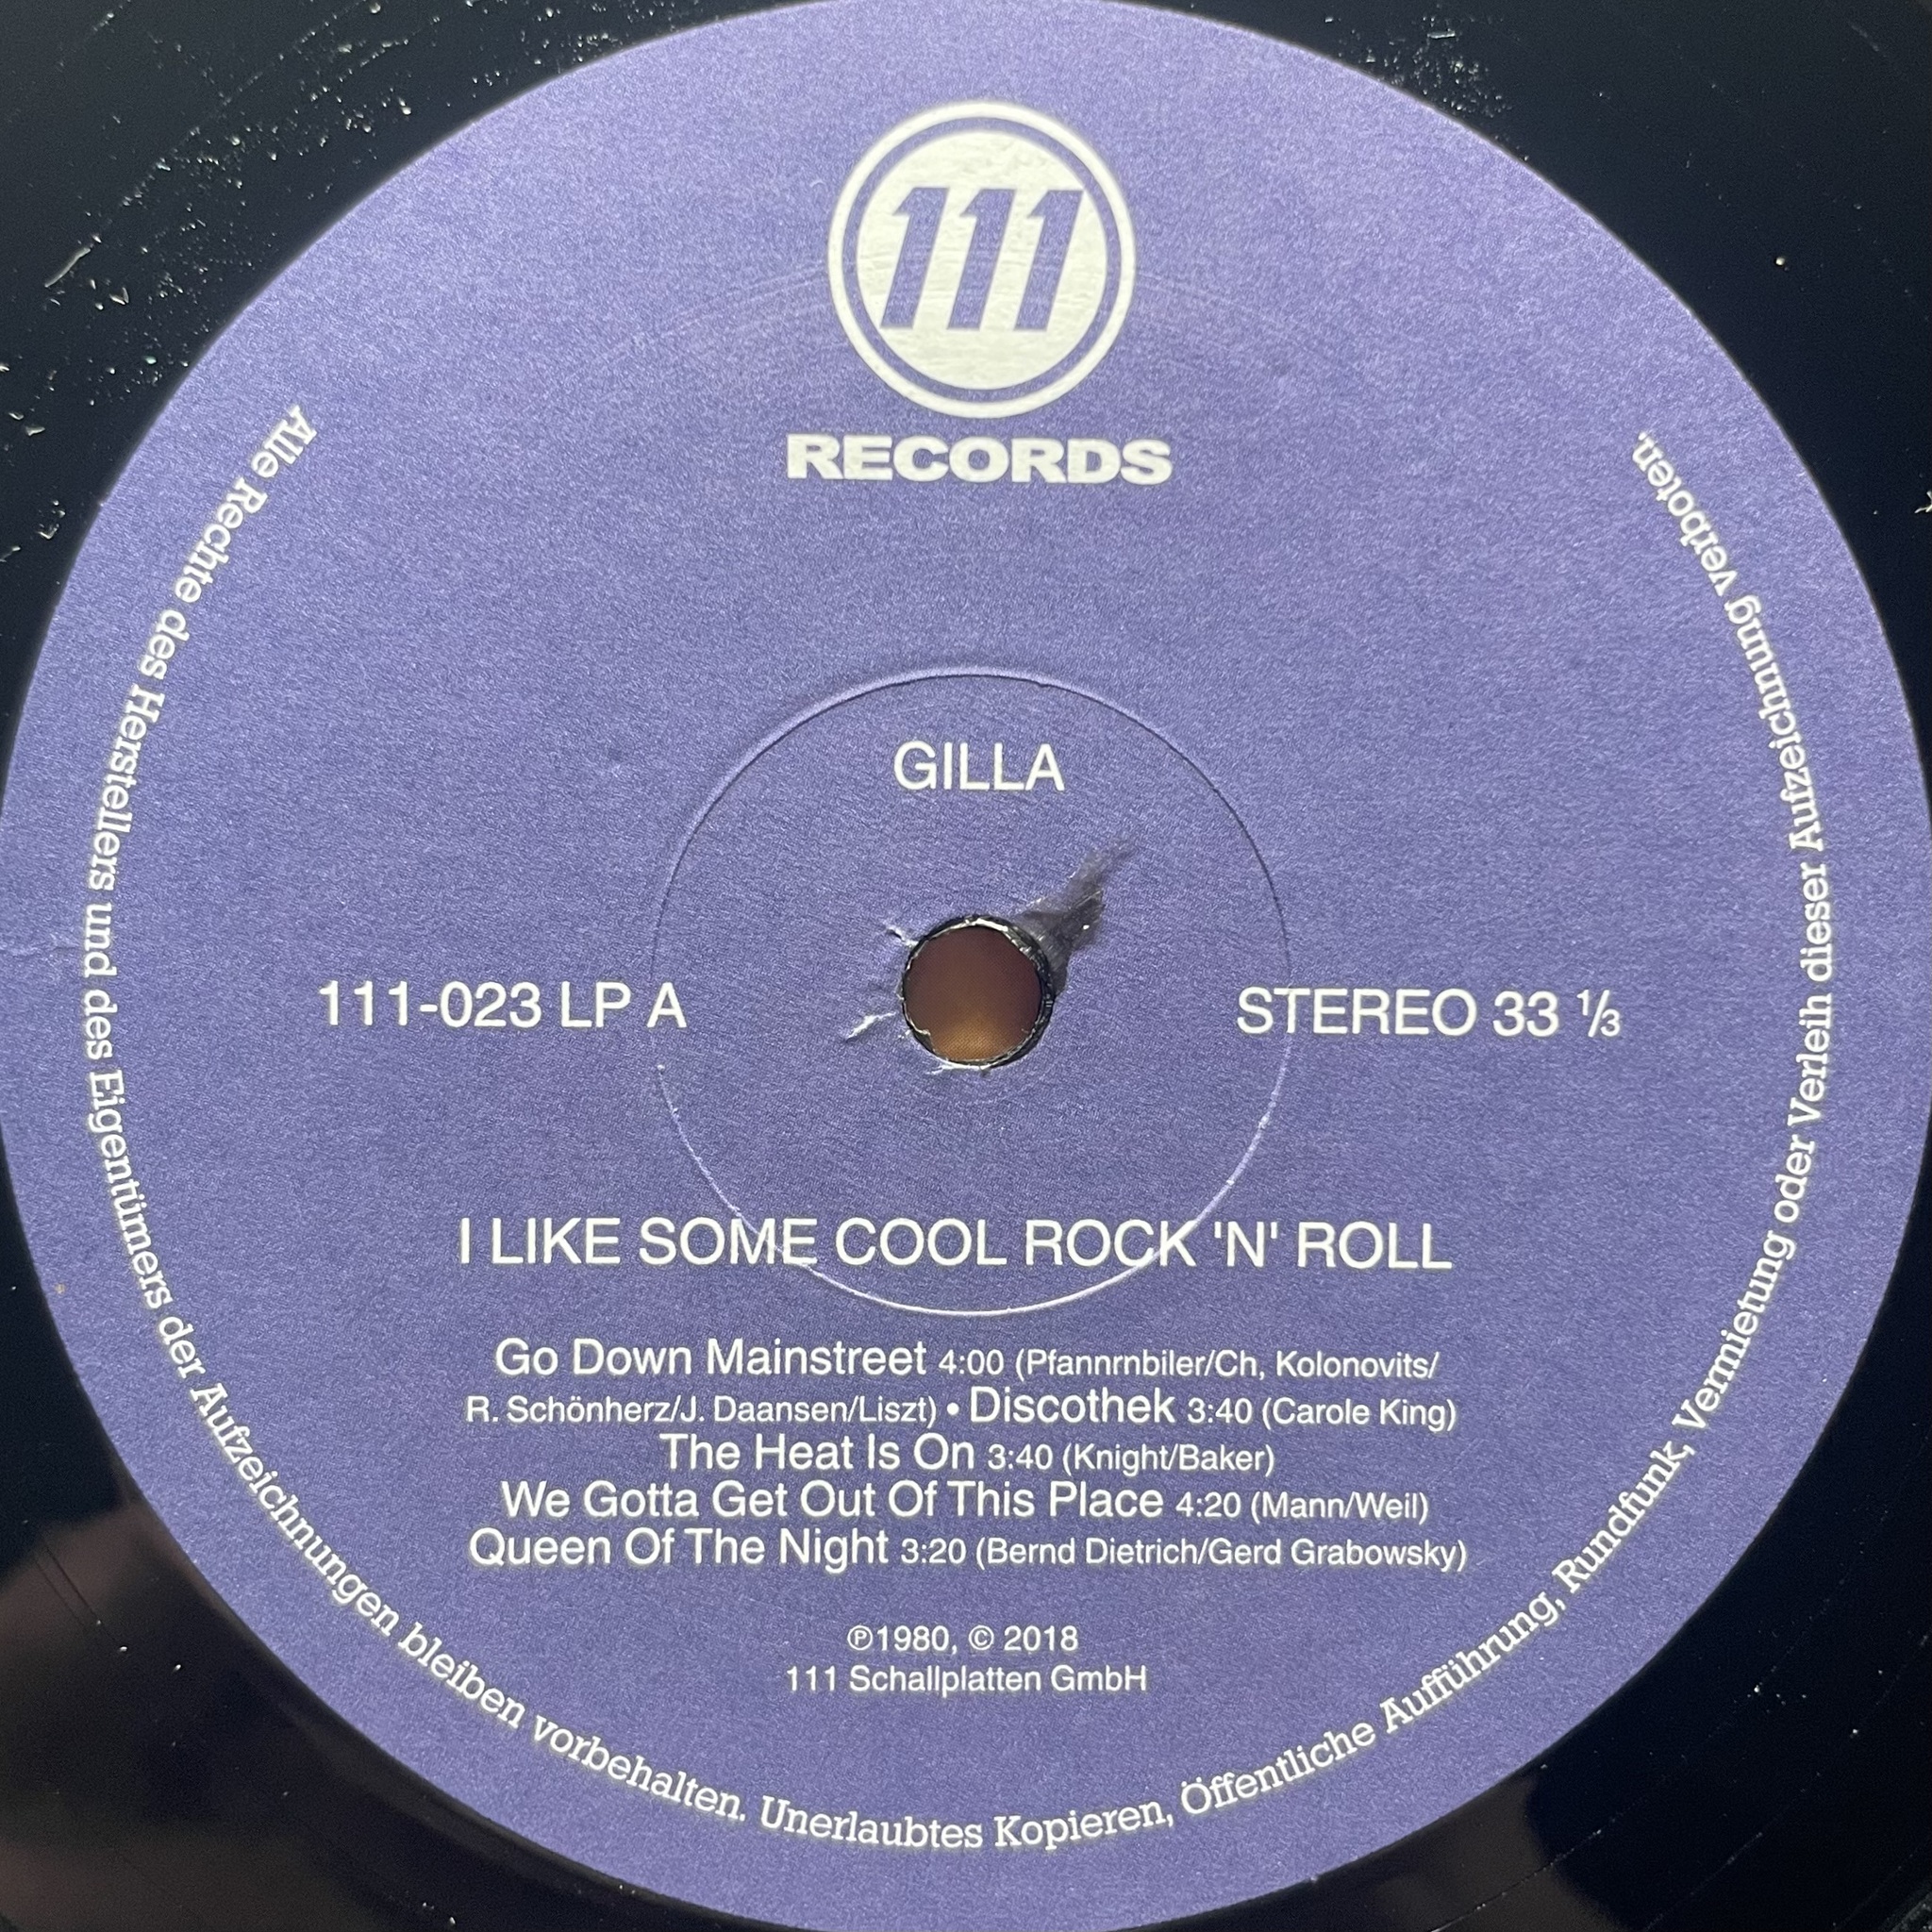 111
RECORDS
GILLA
111-023 LP A
STEREO 33 ⅓
I LIKE SOME COOL ROCK 'N' ROLL
Go Down Mainstreet 4:00 (Pfannrnbiler/Ch, Kolonovits/
R. Schönherz/J. Daansen/Liszt) • Discothek 3:40 (Carole King)
The Heat Is On 3:40 (Knight/Baker)
We Gotta Get Out Of This Place 4:20 (Mann/Weil)
Queen Of The Night 3:20 (Bernd Dietrich/Gerd Grabowsky)
℗1980, © 2018
111 Schallplatten GmbH
Alle Rechte des Herstellers und des Eigentümers der Aufzeichnungen bleiben vorbehalten. Unerlaubtes Kopieren, Öffentliche Aufführung, Rundfunk, Vermietung oder Verleih dieser Aufzeichnung verboten.